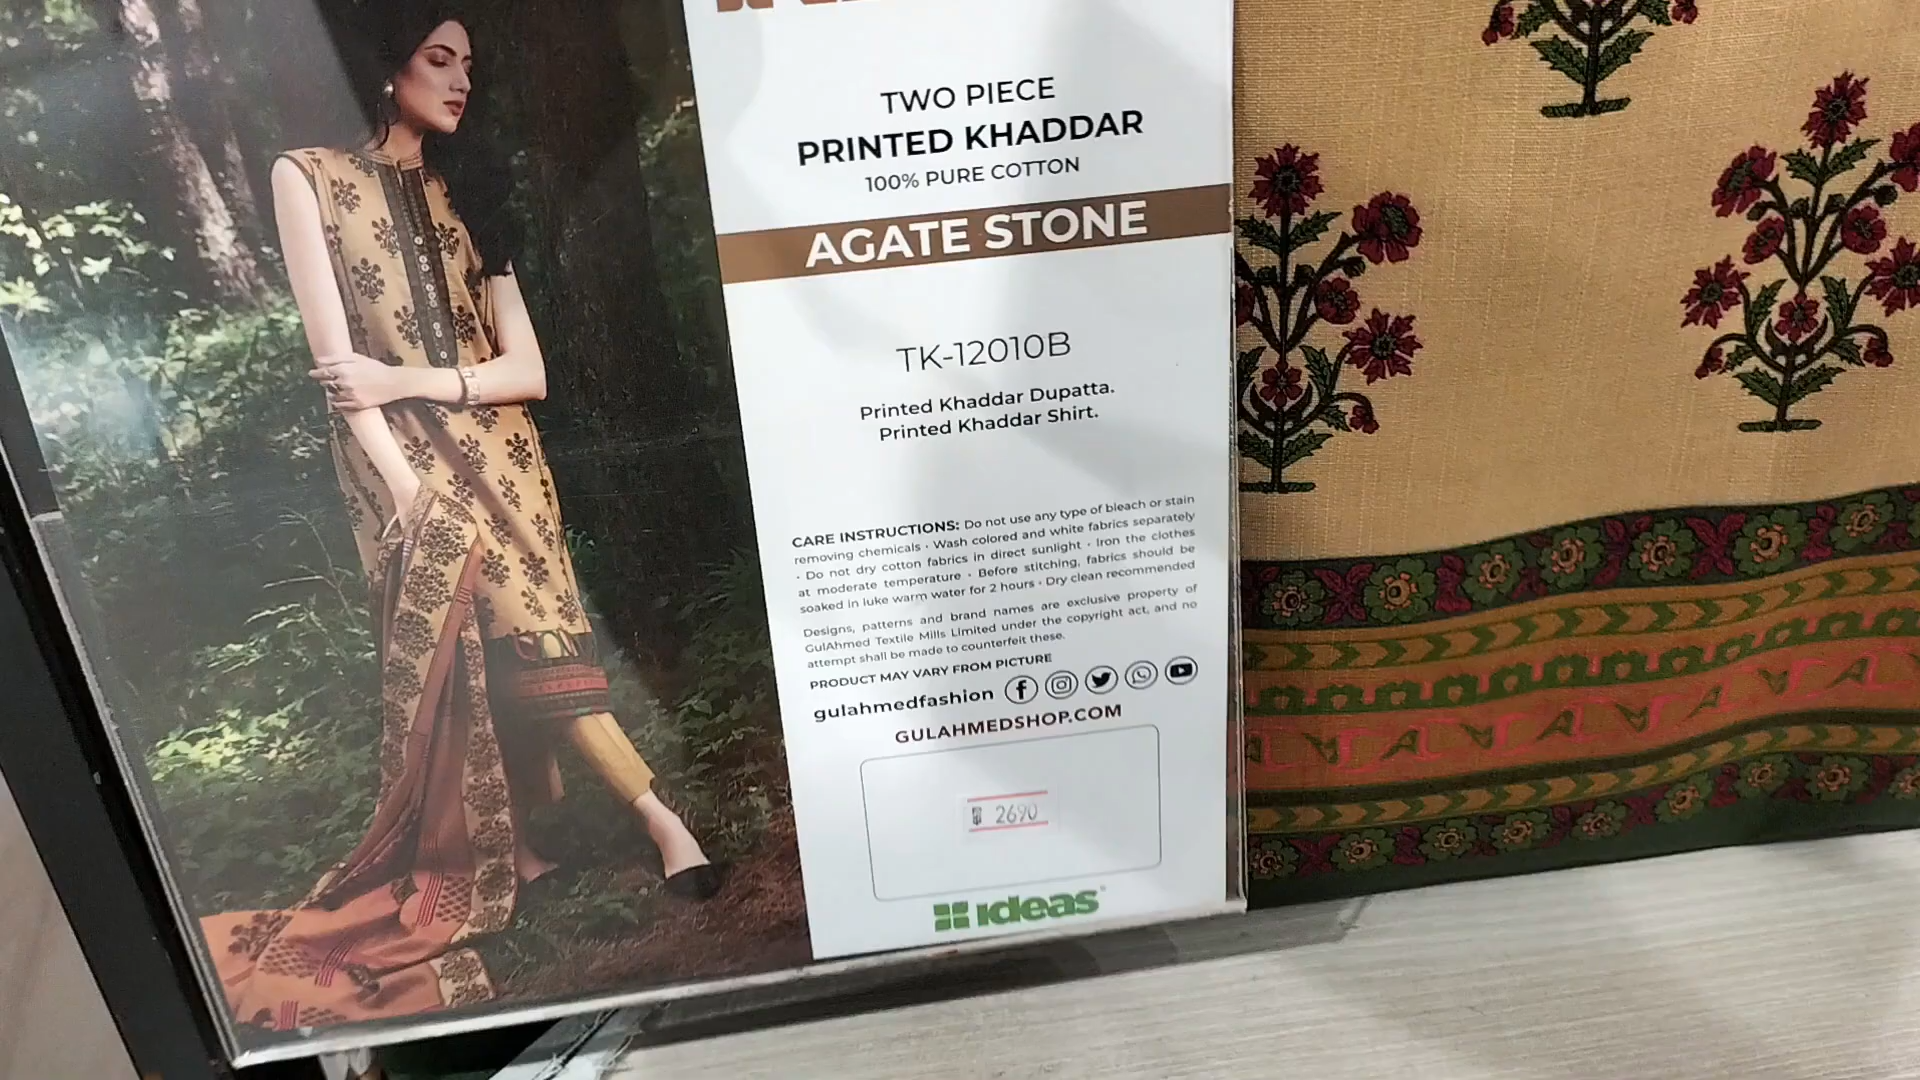 TWO PIECE
PRINTED KHADDAR
100% PURE COTTON
AGATE STONE
TK-12010B
Printed Khaddar Dupatta.
Printed Khaddar Shirt.
CARE INSTRUCTIONS: Do not use any type of bleach or stain
removing chemicals • Wash colored and white fabrics separately
• Do not dry cotton fabrics in direct sunlight • Iron the clothes
at moderate temperature • Before stitching, fabrics should be
soaked in luke warm water for 2 hours • Dry clean recommended
Designs, patterns and brand names are exclusive property of
GulAhmed Textile Mills Limited under the copyright act, and no
attempt shall be made to counterfeit these.
PRODUCT MAY VARY FROM PICTURE
gulahmedfashion
GULAHMEDSHOP.COM
2690
ideas